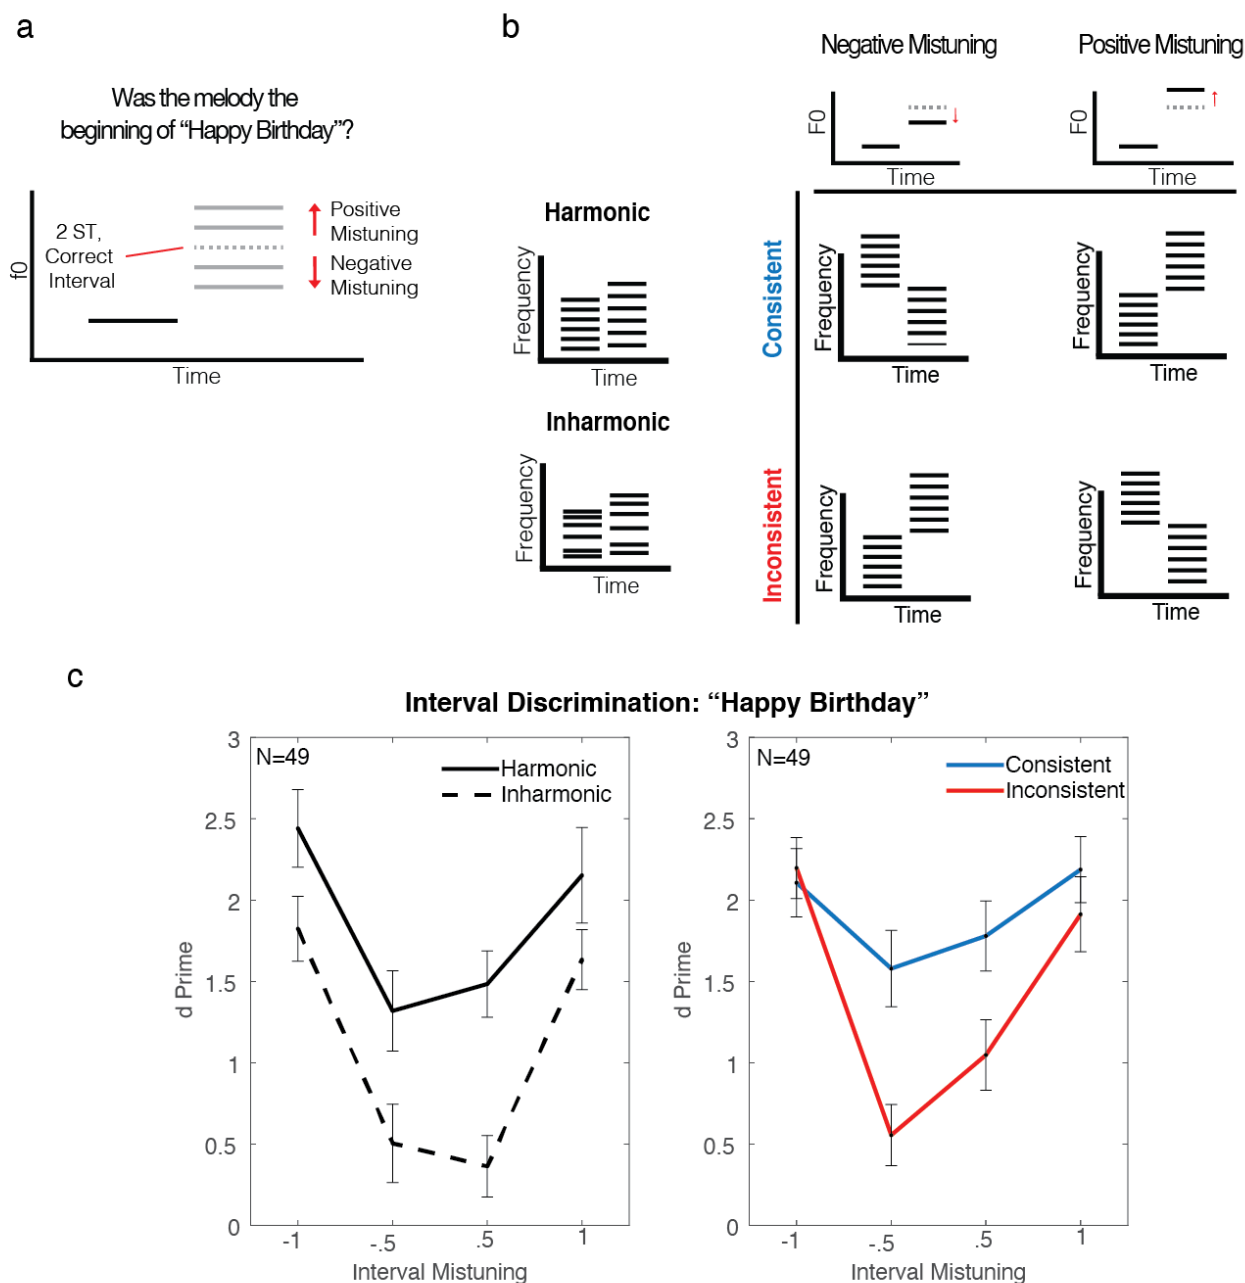 a
Was the melody the
beginning of “Happy Birthday”?
f0
2 ST,
Correct
Interval
Positive
Mistuning
Negative
Mistuning
Time
b
Negative Mistuning
Positive Mistuning
F0
Time
F0
Time
Harmonic
Frequency
Time
Inharmonic
Frequency
Time
Consistent
Frequency
Time
Frequency
Time
Inconsistent
Frequency
Time
Frequency
Time
c
Interval Discrimination: “Happy Birthday”
N=49
Harmonic
Inharmonic
d Prime
3
2.5
2
1.5
1
0.5
0
-1
-.5
.5
1
Interval Mistuning
N=49
Consistent
Inconsistent
d Prime
3
2.5
2
1.5
1
0.5
0
-1
-.5
.5
1
Interval Mistuning